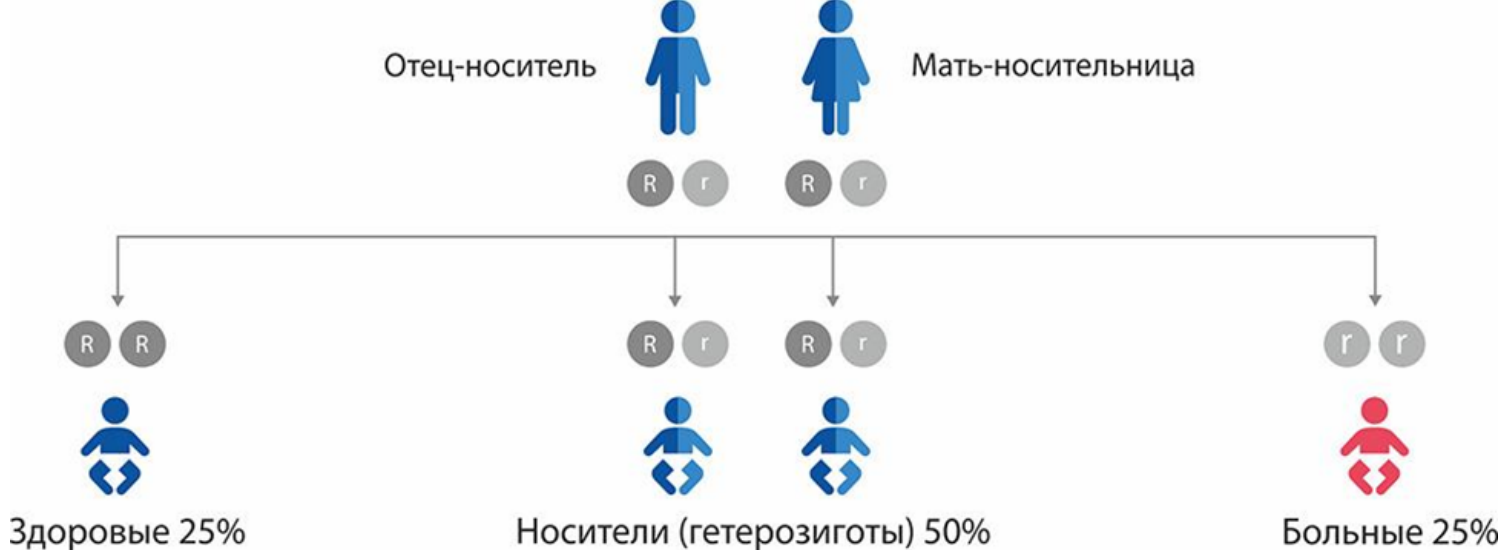 Отец-носитель
Мать-носительница
R r R r
R R R r R r r r
Здоровые 25%
Носители (гетерозиготы) 50%
Больные 25%